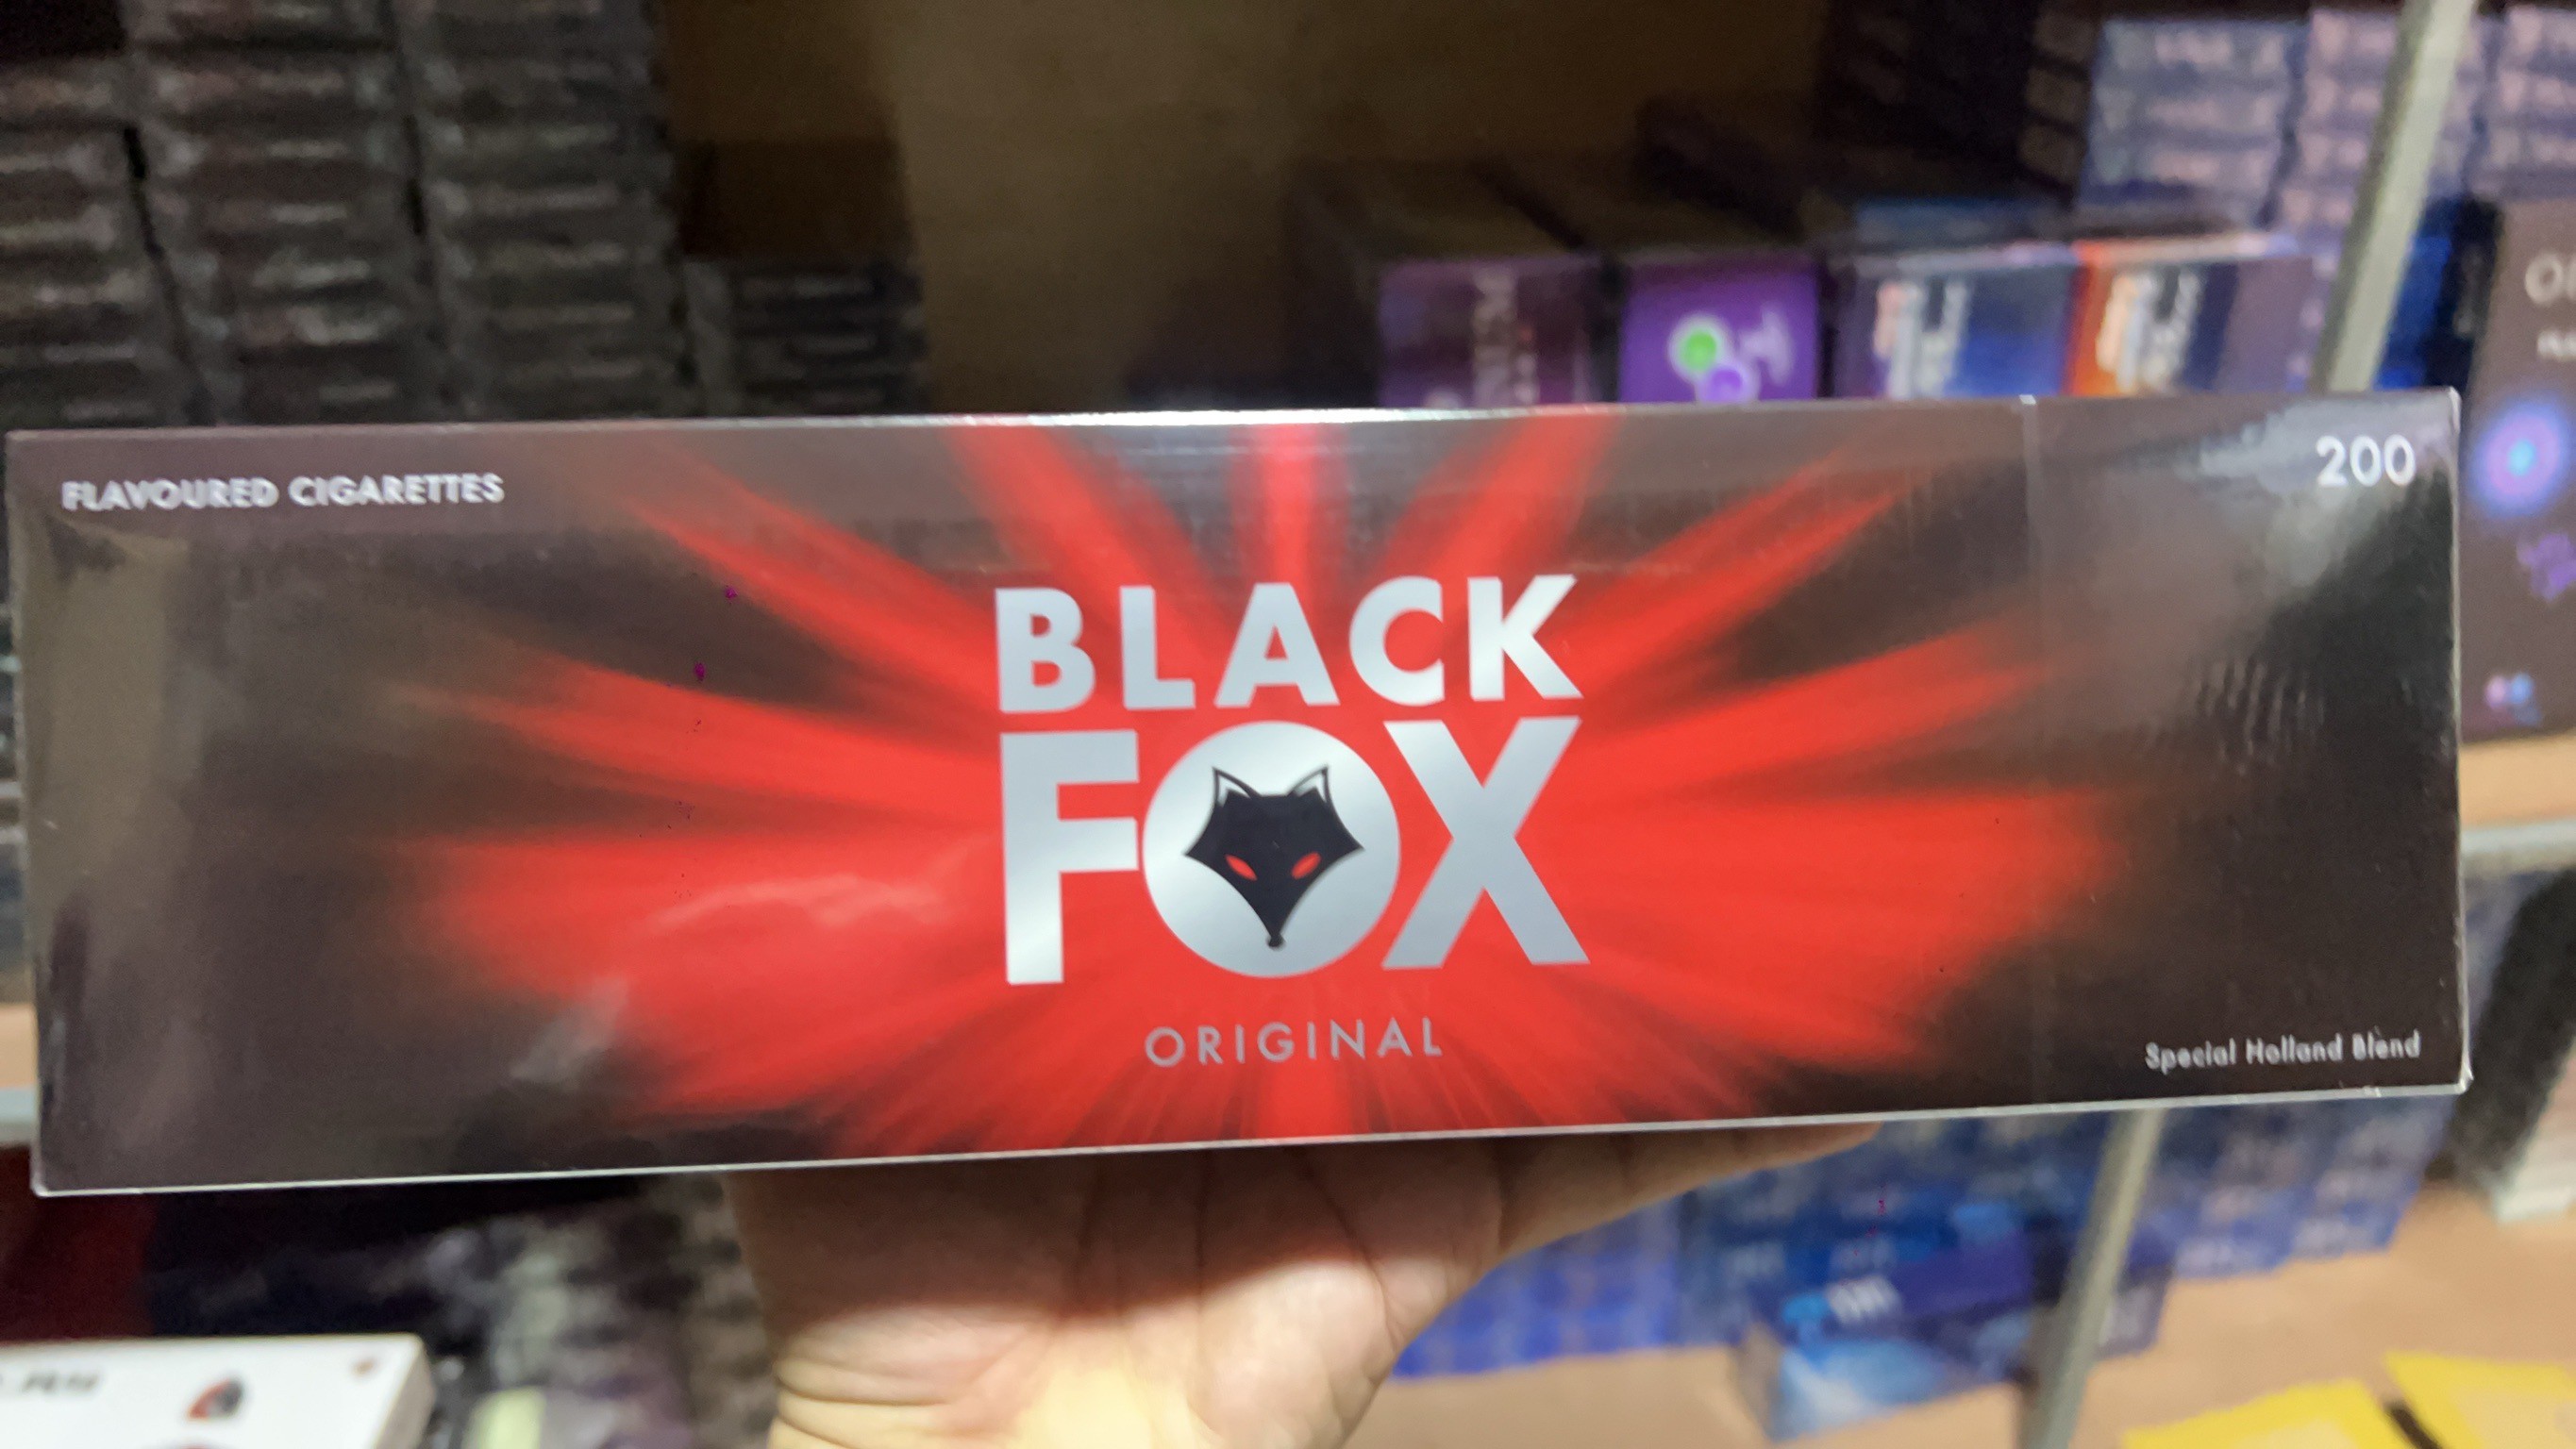 FLAVOURED CIGARETTES
200
BLACK
FOX
ORIGINAL
Special Holland Blend